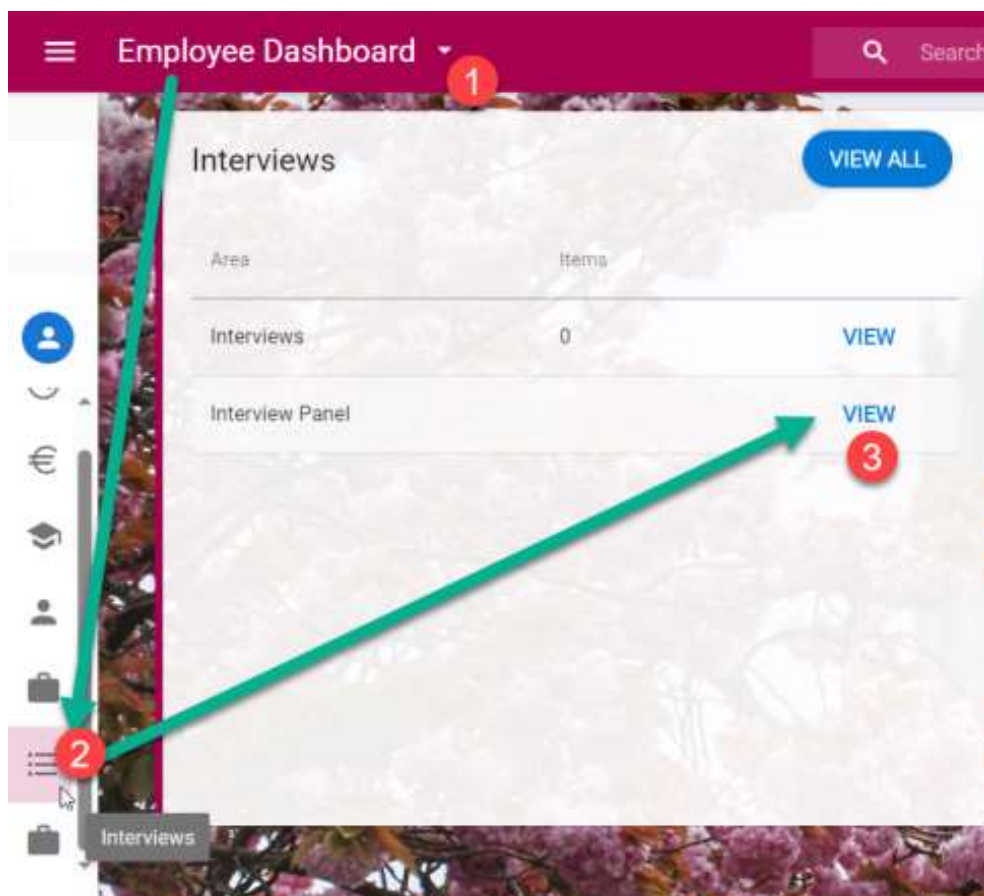 Employee Dashboard
Search
1
Interviews
VIEW ALL
Area Items
Interviews 0 VIEW
Interview Panel VIEW
3
€
2
Interviews